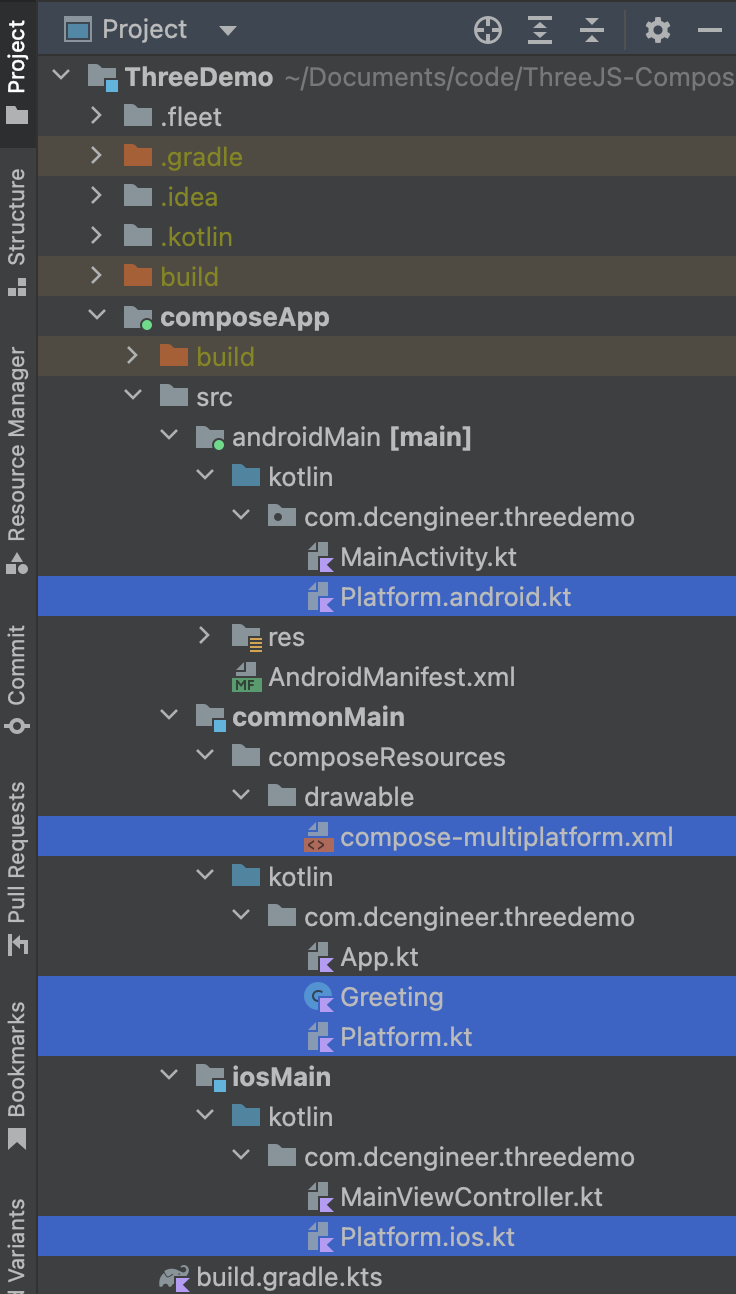 Project
ThreeDemo ~/Documents/code/ThreeJS-Compos
.fleet
.gradle
.idea
.kotlin
build
composeApp
build
src
androidMain [main]
kotlin
com.dcengineer.threedemo
MainActivity.kt
Platform.android.kt
res
MF AndroidManifest.xml
commonMain
composeResources
drawable
<> compose-multiplatform.xml
kotlin
com.dcengineer.threedemo
App.kt
C Greeting
Platform.kt
iosMain
kotlin
com.dcengineer.threedemo
MainViewController.kt
Platform.ios.kt
build.gradle.kts
Project
Structure
Resource Manager
Commit
Pull Requests
Bookmarks
d Variants